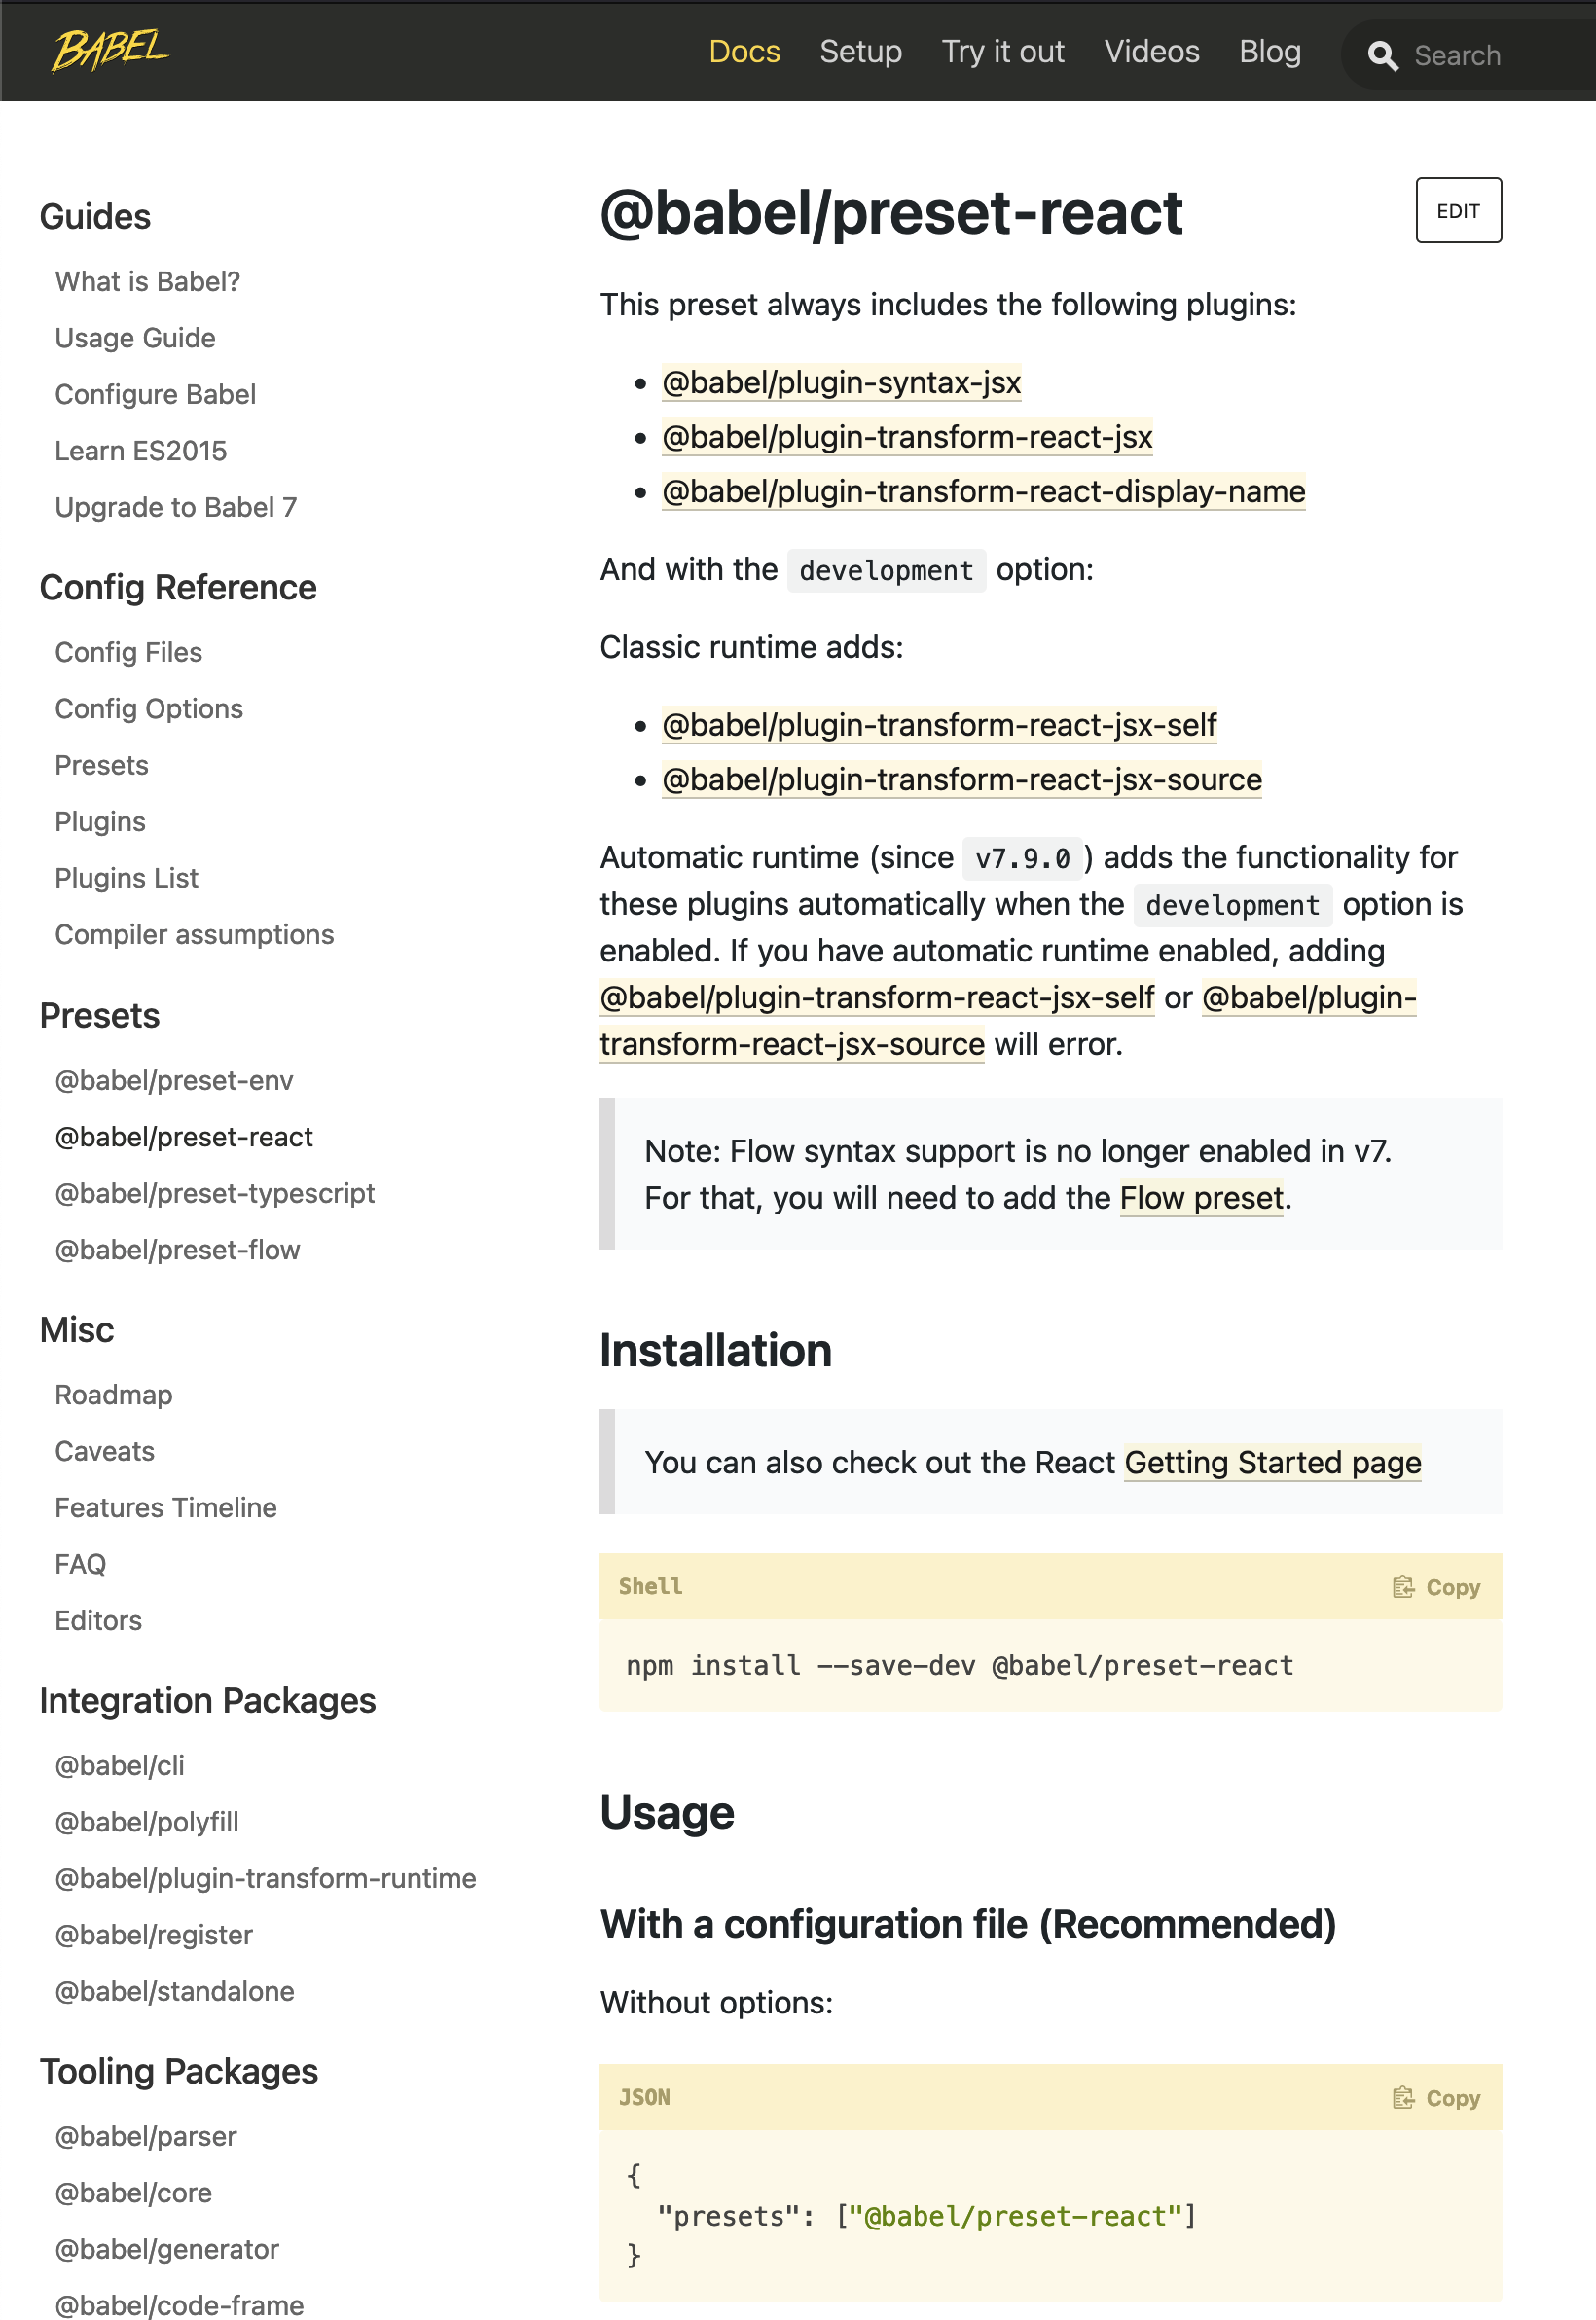 BABEL
Docs Setup Try it out Videos Blog Search
Guides
What is Babel?
Usage Guide
Configure Babel
Learn ES2015
Upgrade to Babel 7
Config Reference
Config Files
Config Options
Presets
Plugins
Plugins List
Compiler assumptions
Presets
@babel/preset-env
@babel/preset-react
@babel/preset-typescript
@babel/preset-flow
Misc
Roadmap
Caveats
Features Timeline
FAQ
Editors
Integration Packages
@babel/cli
@babel/polyfill
@babel/plugin-transform-runtime
@babel/register
@babel/standalone
Tooling Packages
@babel/parser
@babel/core
@babel/generator
@babel/code-frame
@babel/preset-react
EDIT
This preset always includes the following plugins:
• @babel/plugin-syntax-jsx
• @babel/plugin-transform-react-jsx
• @babel/plugin-transform-react-display-name
And with the development option:
Classic runtime adds:
• @babel/plugin-transform-react-jsx-self
• @babel/plugin-transform-react-jsx-source
Automatic runtime (since v7.9.0) adds the functionality for
these plugins automatically when the development option is
enabled. If you have automatic runtime enabled, adding
@babel/plugin-transform-react-jsx-self or @babel/plugin-
transform-react-jsx-source will error.
Note: Flow syntax support is no longer enabled in v7.
For that, you will need to add the Flow preset.
Installation
You can also check out the React Getting Started page
Shell Copy
npm install --save-dev @babel/preset-react
Usage
With a configuration file (Recommended)
Without options:
JSON Copy
{
  "presets": ["@babel/preset-react"]
}